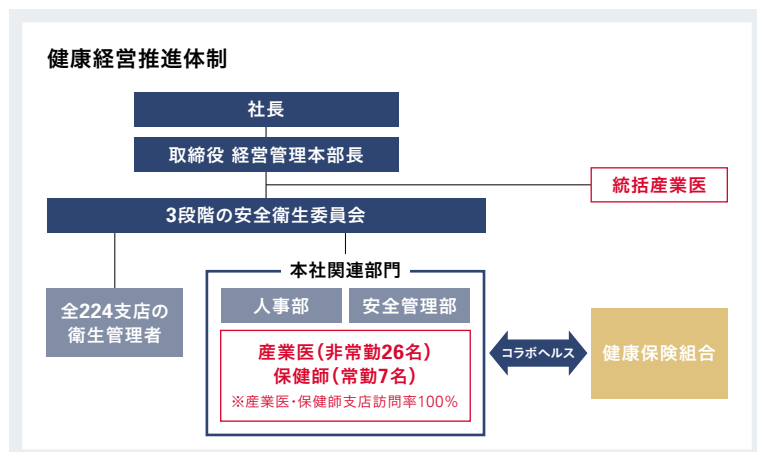 健康経営推進体制
社長
取締役 経営管理本部長
統括産業医
3段階の安全衛生委員会
本社関連部門
全224支店の
衛生管理者
人事部
安全管理部
産業医(非常勤26名)
保健師(常勤7名)
※産業医・保健師支店訪問率100%
コラボヘルス
健康保険組合